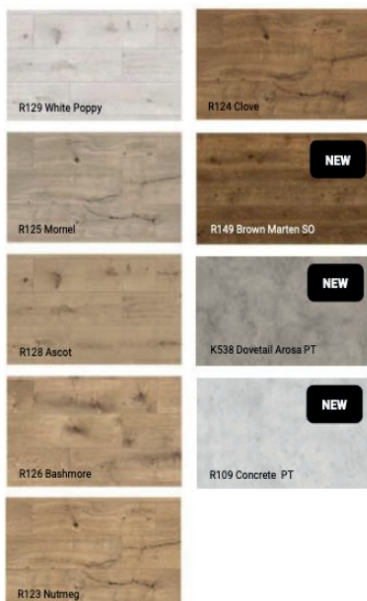 R129 White Poppy
R125 Mornel
R128 Ascot
R126 Bashmore
R123 Nutmeg
R124 Clove
NEW
R149 Brown Marten SO
NEW
K538 Dovetail Arosa PT
NEW
R109 Concrete PT